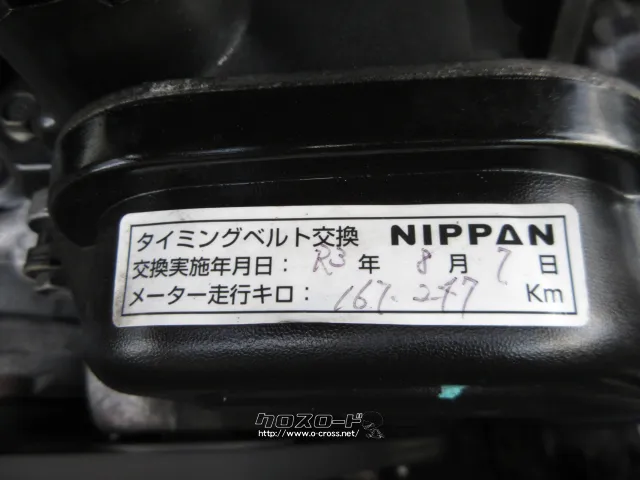 タイミングベルト交換 NIPPAN
交換実施年月日： R3 年 8 月 7 日
メーター走行キロ： 167.247 Km
クロスロード
http://www.o-cross.net/